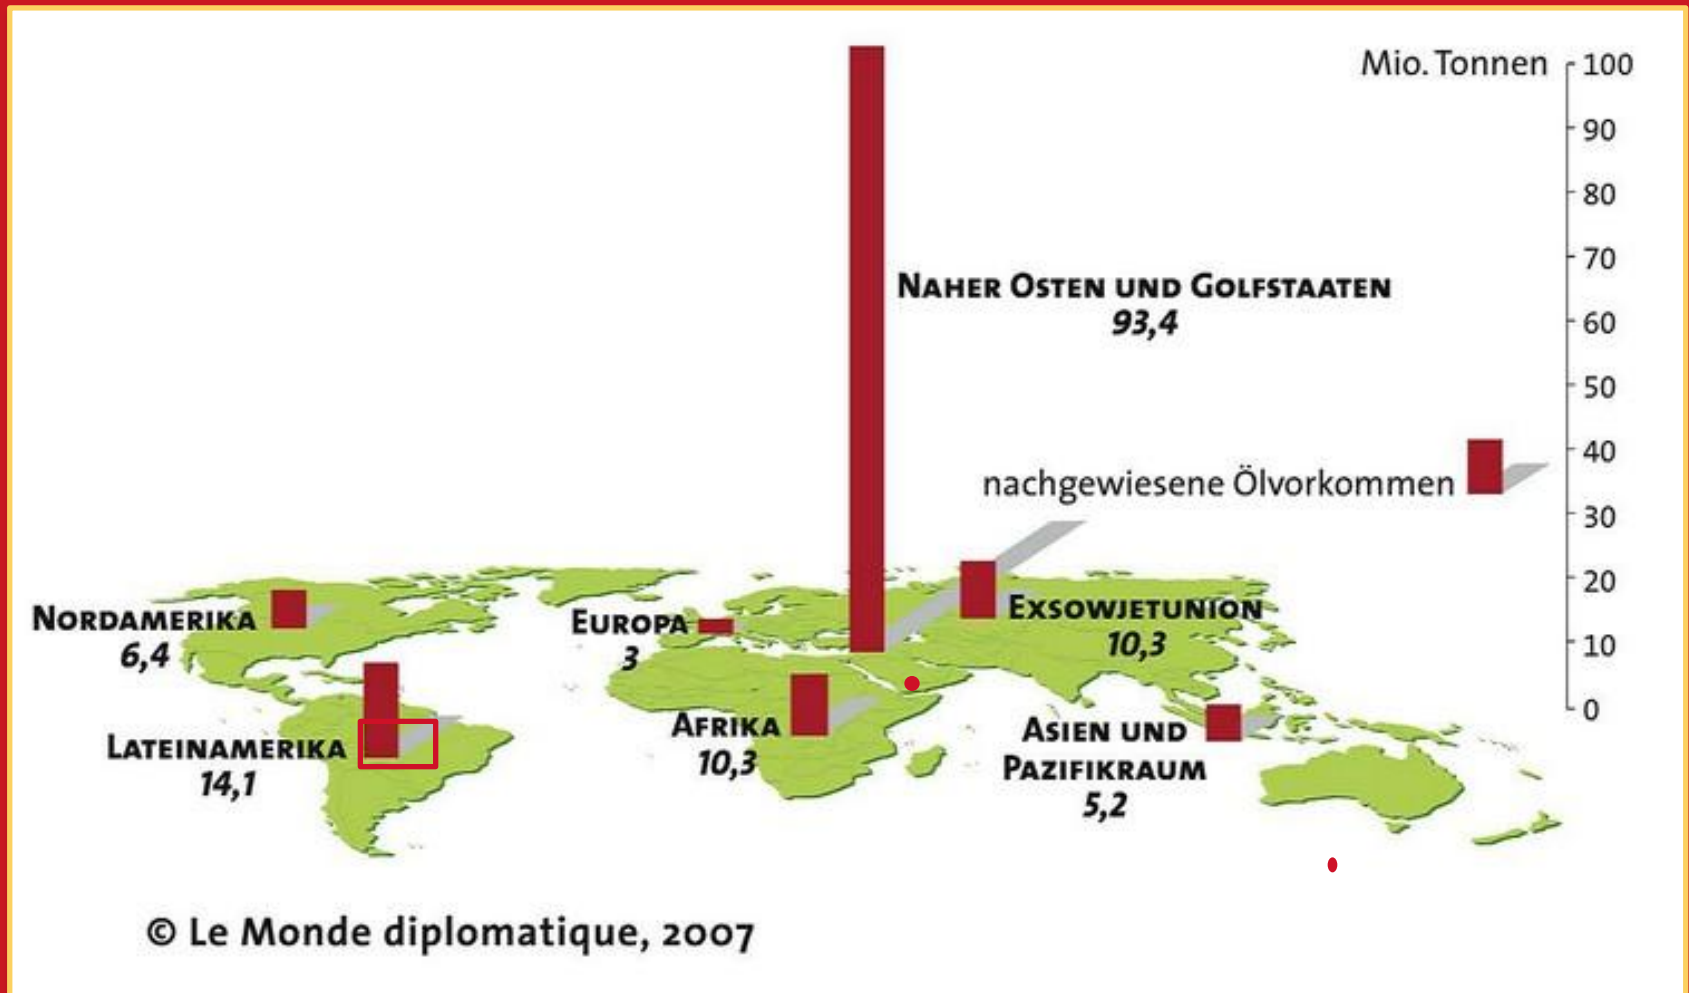 Mio. Tonnen
100
90
80
70
60
50
40
30
20
10
0
NAHER OSTEN UND GOLFSTAATEN
93,4
nachgewiesene Ölvorkommen
NORDAMERIKA
6,4
EUROPA
3
EXSOWJETUNION
10,3
LATEINAMERIKA
14,1
AFRIKA
10,3
ASIEN UND
PAZIFIKRAUM
5,2
© Le Monde diplomatique, 2007